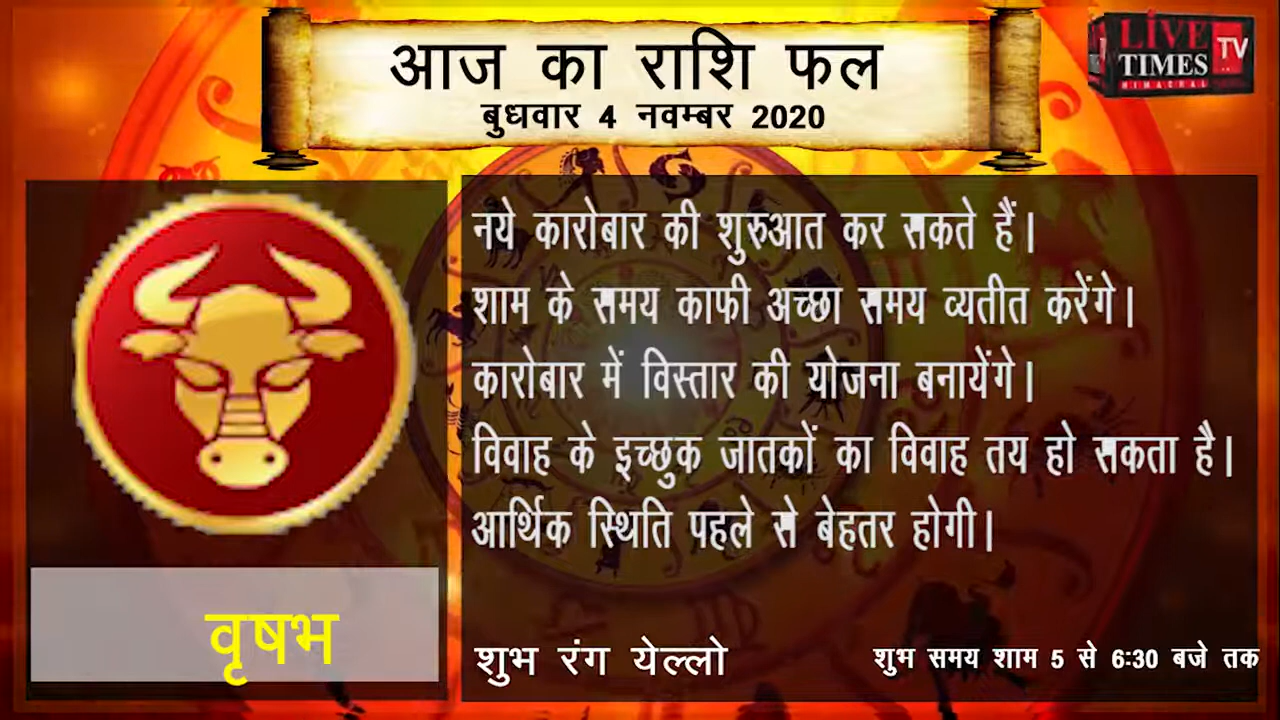 आज का राशि फल
बुधवार 4 नवम्बर 2020
LIVE
TIMES TV
HIMACHAL
नये कारोबार की शुरुआत कर सकते हैं।
शाम के समय काफी अच्छा समय व्यतीत करेंगे।
कारोबार में विस्तार की योजना बनायेंगे।
विवाह के इच्छुक जातकों का विवाह तय हो सकता है।
आर्थिक स्थिति पहले से बेहतर होगी।
वृषभ
शुभ रंग येल्लो
शुभ समय शाम 5 से 6:30 बजे तक